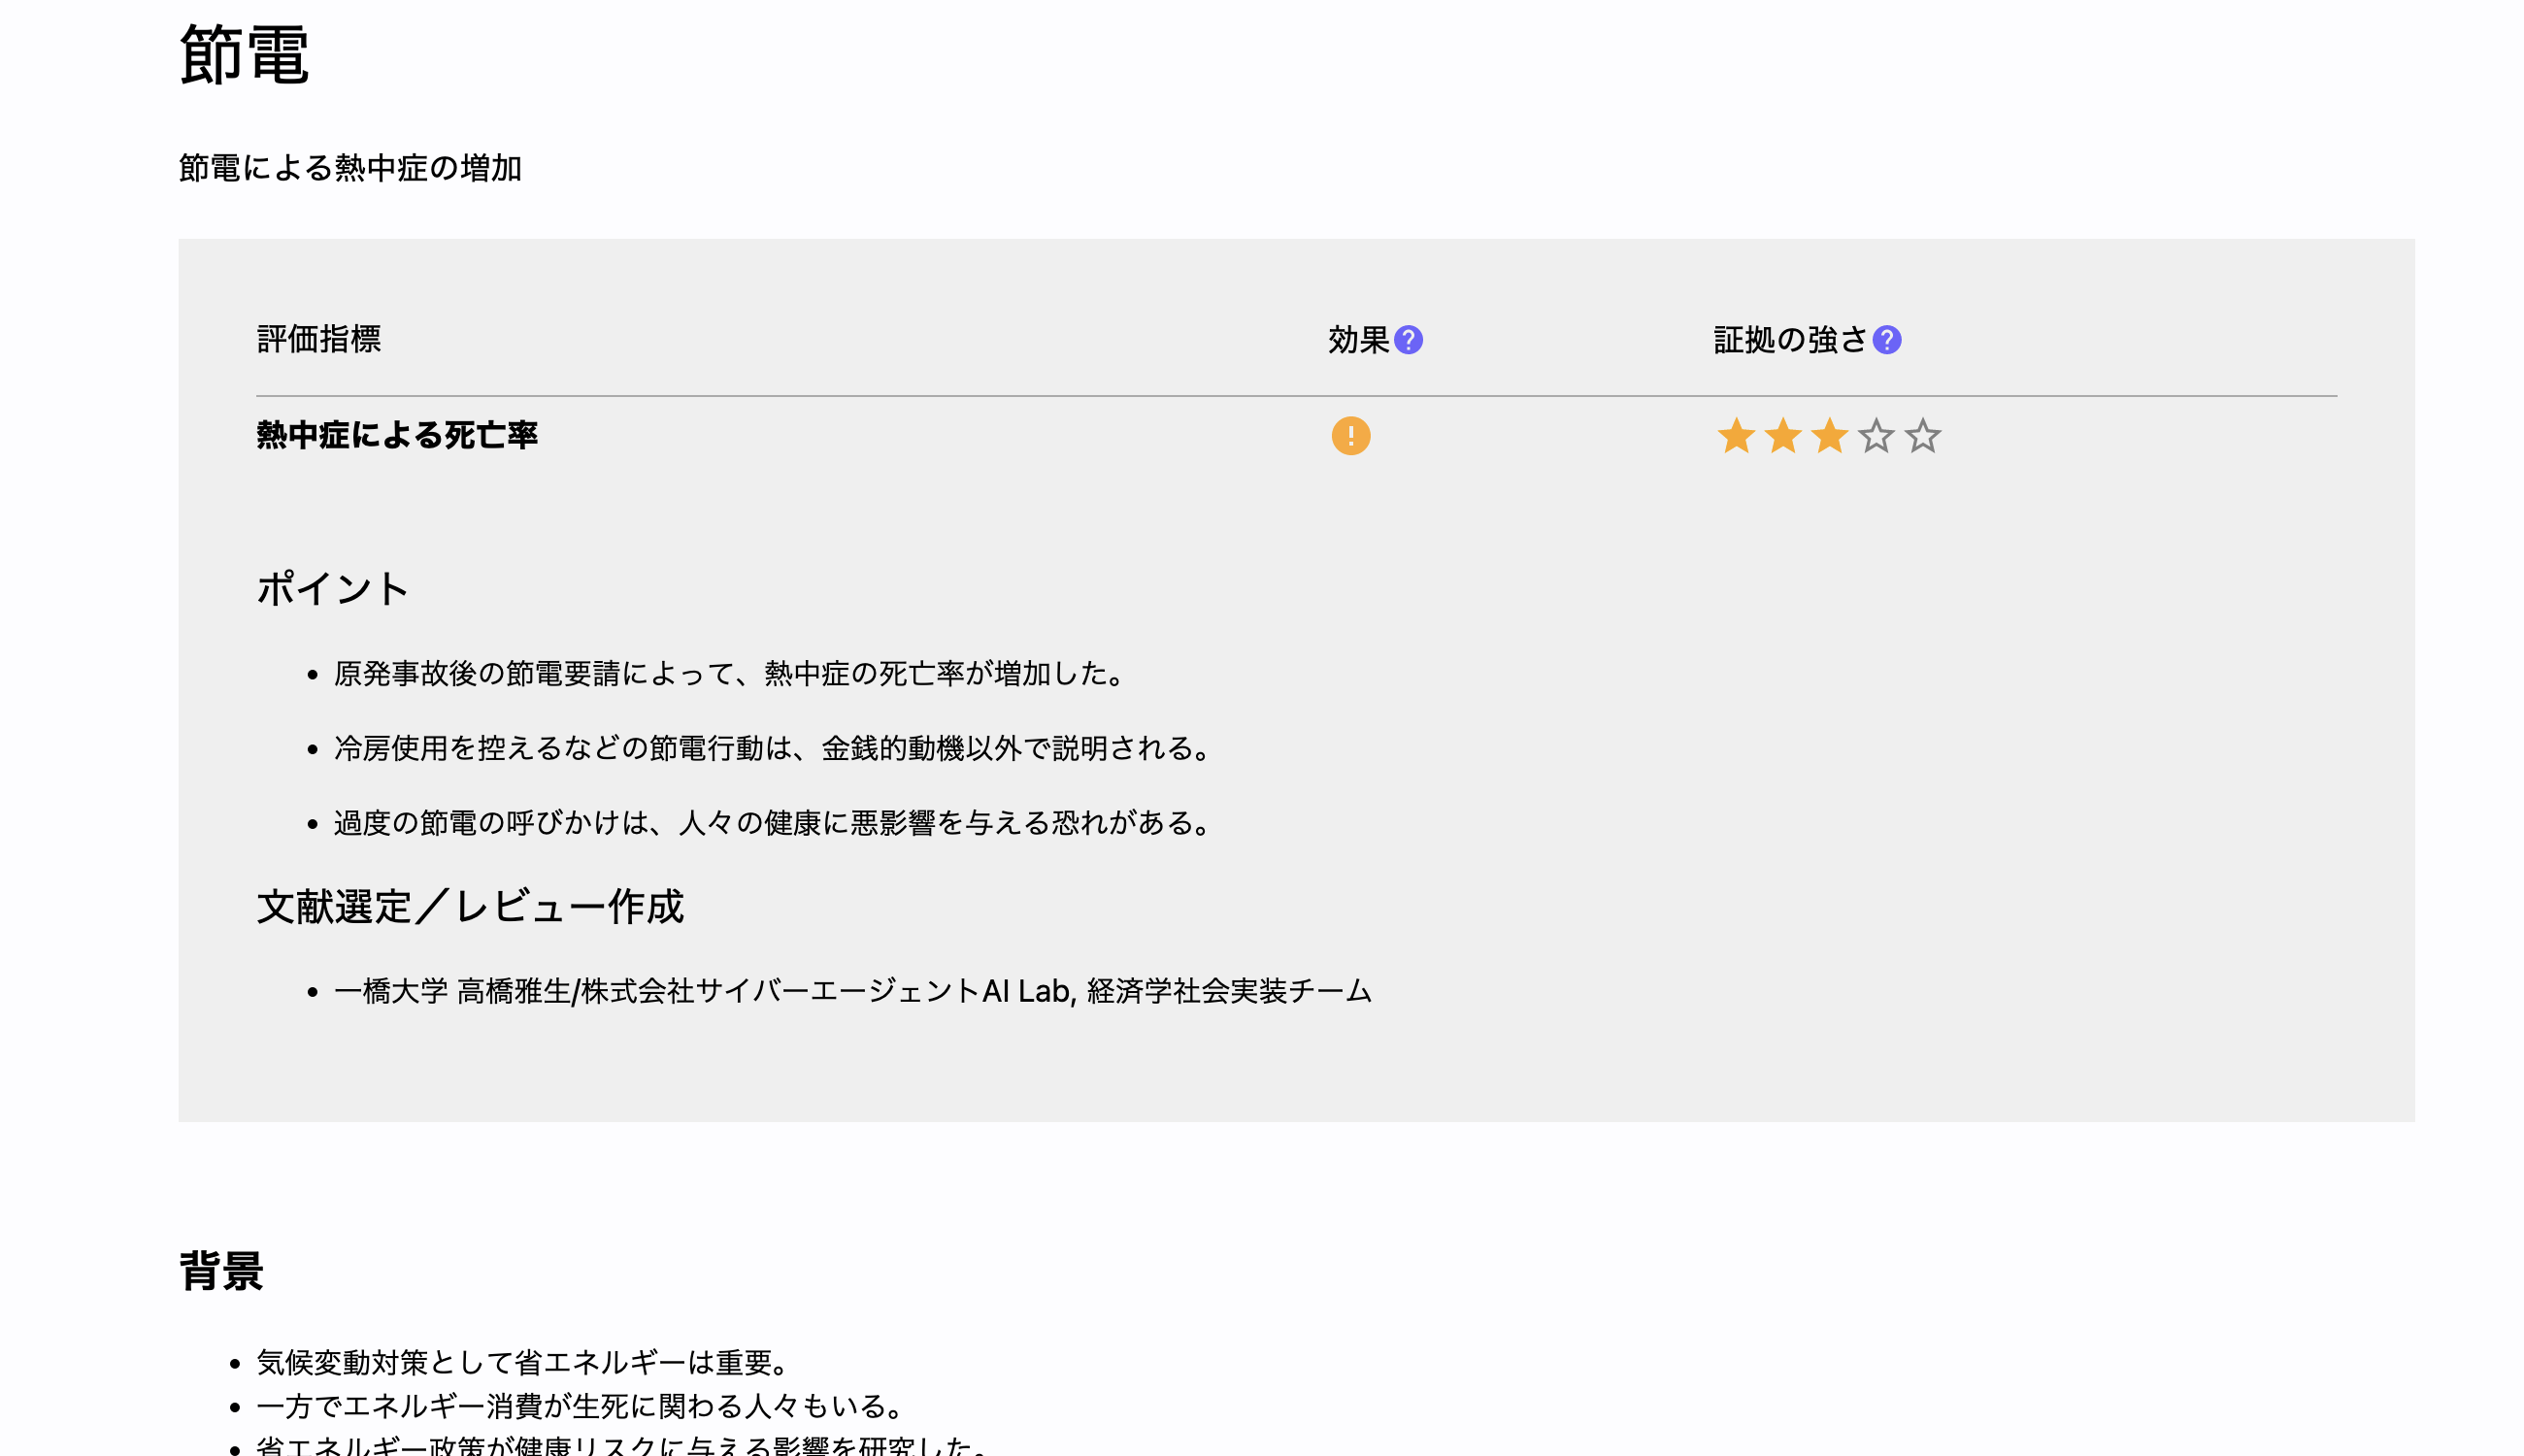 節電
節電による熱中症の増加
評価指標 効果? 証拠の強さ?
熱中症による死亡率 !
ポイント
• 原発事故後の節電要請によって、熱中症の死亡率が増加した。
• 冷房使用を控えるなどの節電行動は、金銭的動機以外で説明される。
• 過度の節電の呼びかけは、人々の健康に悪影響を与える恐れがある。
文献選定／レビュー作成
• 一橋大学 高橋雅生/株式会社サイバーエージェントAI Lab, 経済学社会実装チーム
背景
• 気候変動対策として省エネルギーは重要。
• 一方でエネルギー消費が生死に関わる人々もいる。
• 省エネルギー政策が健康リスクに与える影響を研究した。